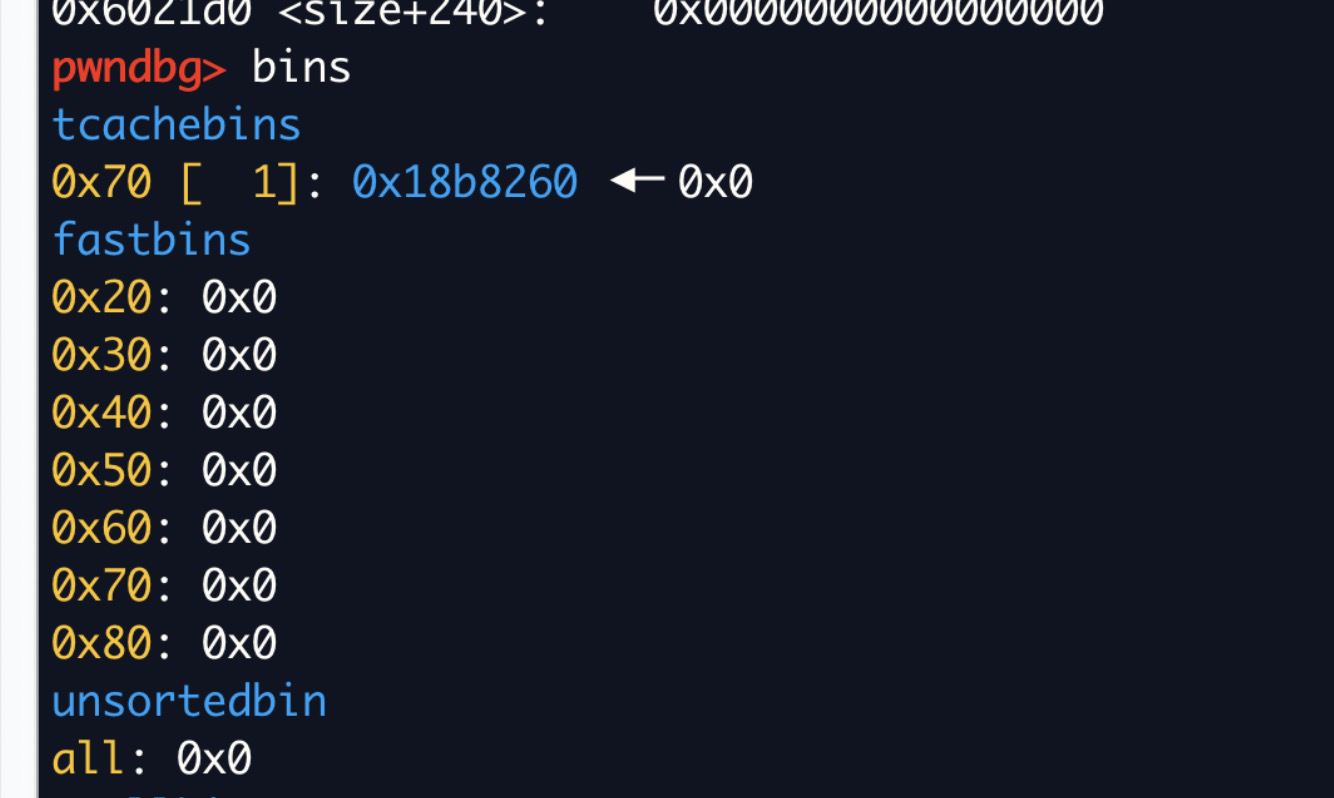 0x6021d0 <size+240>: 0x0000000000000000
pwndbg> bins
tcachebins
0x70 [  1]: 0x18b8260 ◂— 0x0
fastbins
0x20: 0x0
0x30: 0x0
0x40: 0x0
0x50: 0x0
0x60: 0x0
0x70: 0x0
0x80: 0x0
unsortedbin
all: 0x0